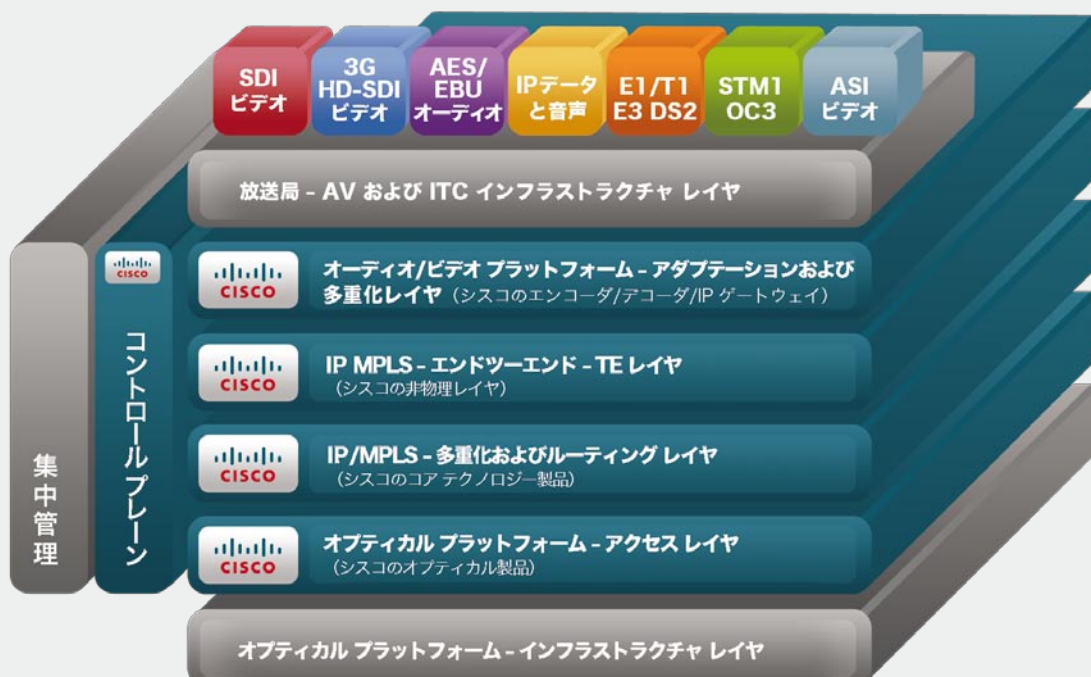 SDI
ビデオ
3G
HD-SDI
ビデオ
AES/
EBU
オーディオ
IPデータ
と音声
E1/T1
E3 DS2
STM1
OC3
ASI
ビデオ
放送局 – AV および ITC インフラストラクチャ レイヤ
CISCO
オーディオ/ビデオ プラットフォーム – アダプテーションおよび
多重化レイヤ（シスコのエンコーダ/デコーダ/IP ゲートウェイ）
CISCO
IP MPLS – エンドツーエンド – TE レイヤ
（シスコの非物理レイヤ）
CISCO
IP/MPLS – 多重化およびルーティング レイヤ
（シスコのコア テクノロジー製品）
CISCO
オプティカル プラットフォーム – アクセス レイヤ
（シスコのオプティカル製品）
オプティカル プラットフォーム – インフラストラクチャ レイヤ
CISCO
コントロール プレーン
集中管理